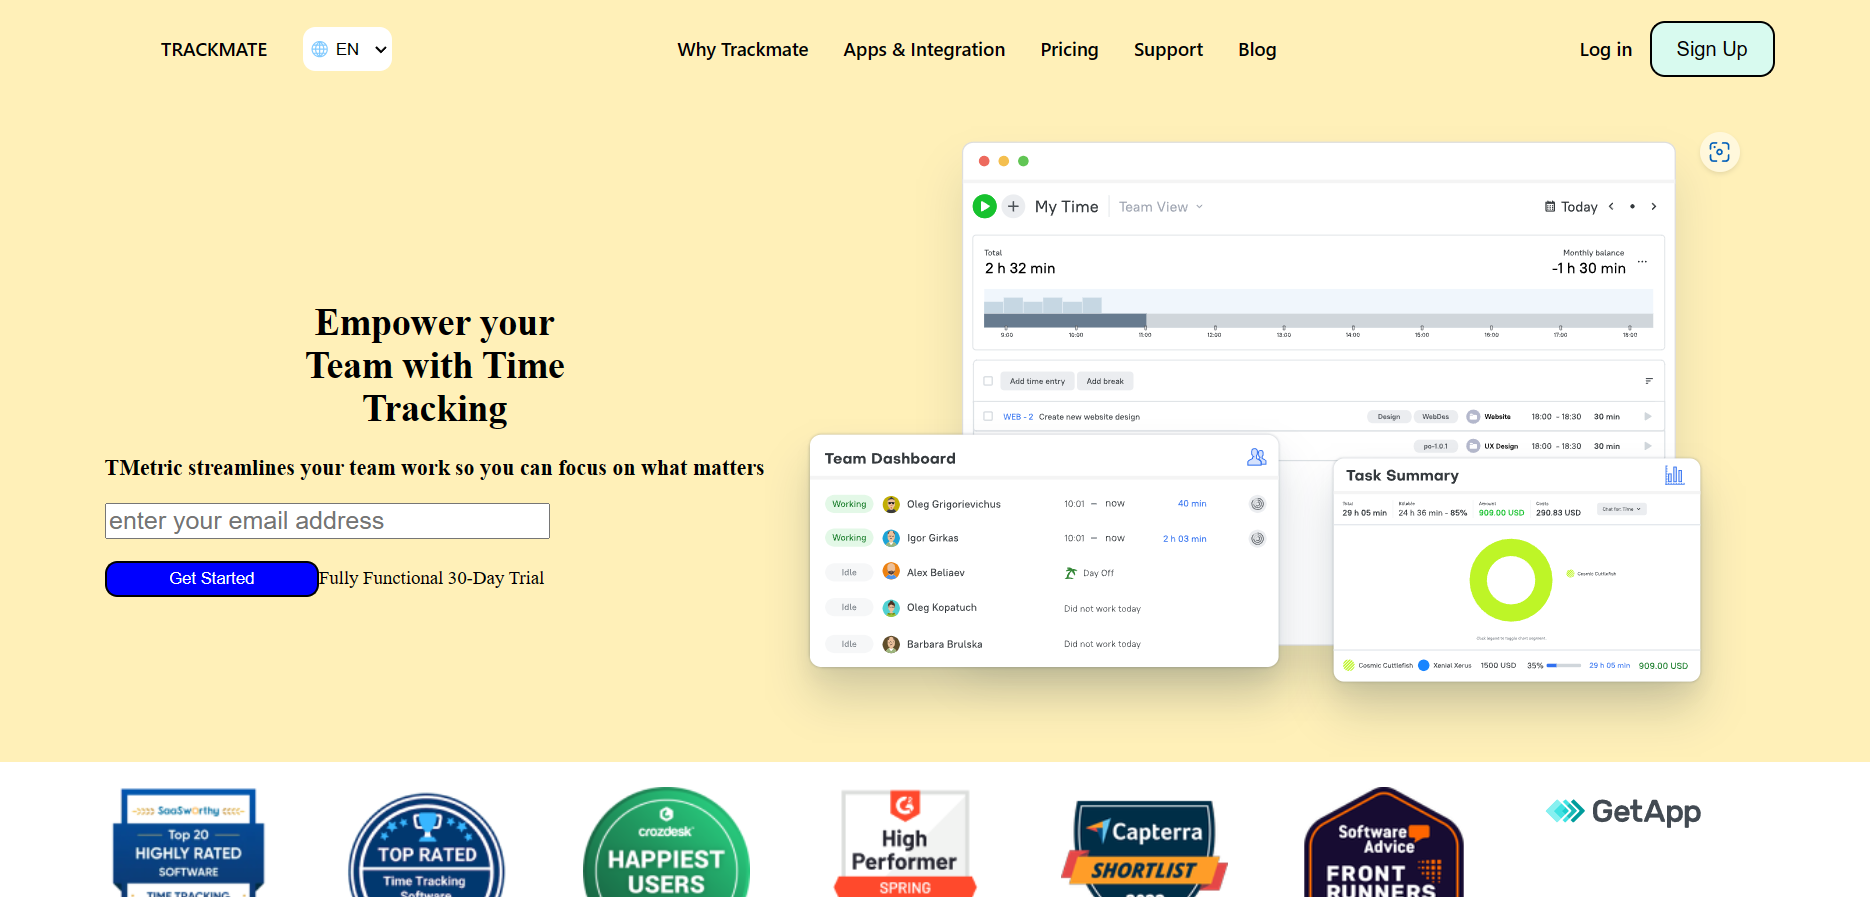 TRACKMATE
EN
Why Trackmate
Apps & Integration
Pricing
Support
Blog
Log in
Sign Up
Empower your
Team with Time
Tracking
TMetric streamlines your team work so you can focus on what matters
enter your email address
Get Started
Fully Functional 30-Day Trial
My Time
Team View
Today
Total
2 h 32 min
Monthly balance
-1 h 30 min
9:00 10:00 11:00 12:00 13:00 14:00 15:00 16:00 17:00 18:00
Add time entry
Add break
WEB - 2 Create new website design
Design WebDes Website 18:00 - 18:30 30 min
po-1.0.1 UX Design 18:00 - 18:30 30 min
Team Dashboard
Working Oleg Grigorievichus 10:01 – now 40 min
Working Igor Girkas 10:01 – now 2 h 03 min
Idle Alex Beliaev Day Off
Idle Oleg Kopatuch Did not work today
Idle Barbara Brulska Did not work today
Task Summary
Total Billable Amount Costs
29 h 05 min 24 h 36 min - 85% 909.00 USD 290.83 USD
Cosmic Cuttlefish
Cosmic Cuttlefish Xenial Xerus 1500 USD 35% 29 h 05 min 909.00 USD
SaaSworthy
Top 20
HIGHLY RATED
SOFTWARE
TIME TRACKING
TOP RATED
Time Tracking
Software
crozdesk
HAPPIEST
USERS
High
Performer
SPRING
Capterra
SHORTLIST
Software
Advice
FRONT
RUNNERS
GetApp